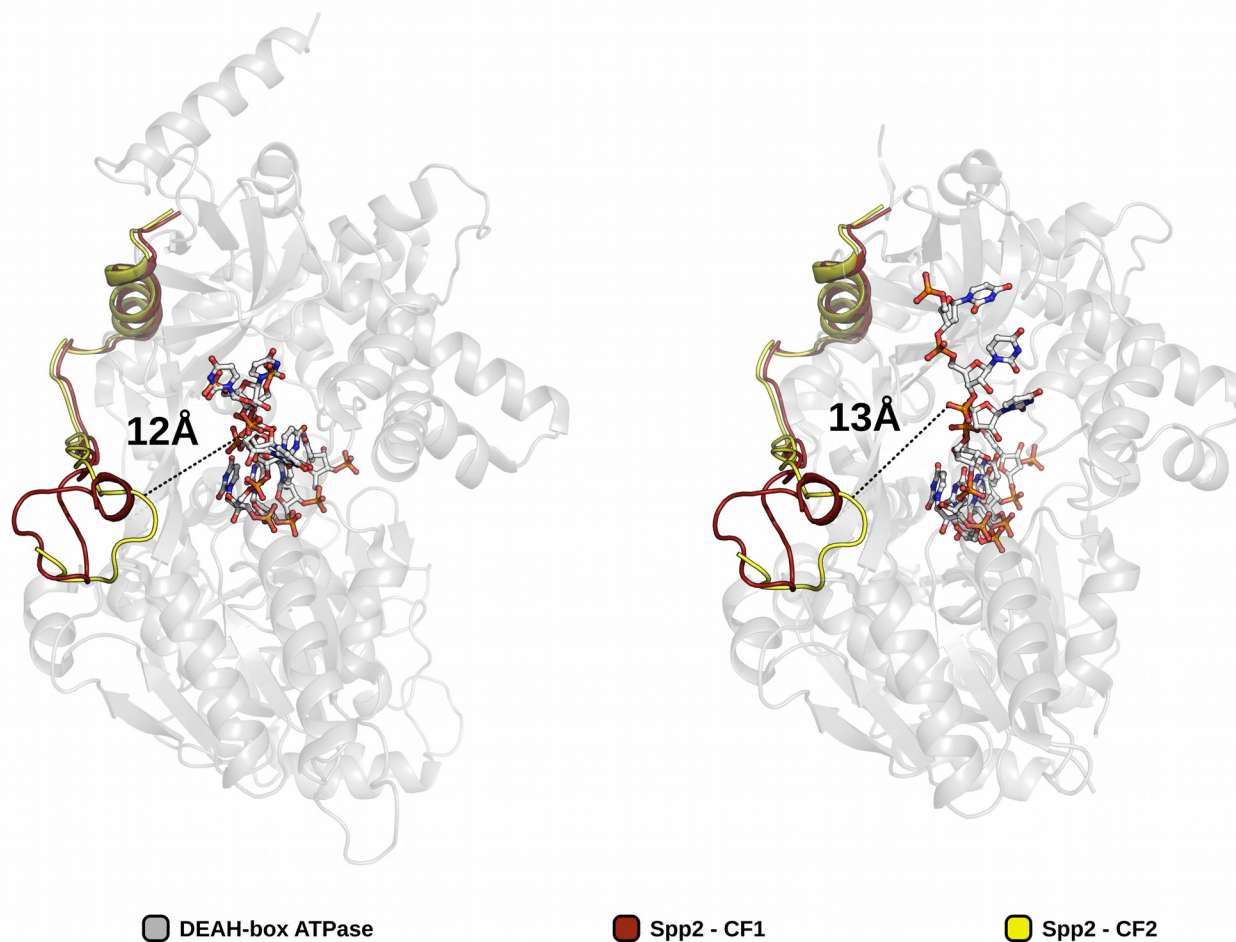 12Å
13Å
DEAH-box ATPase
Spp2 - CF1
Spp2 - CF2